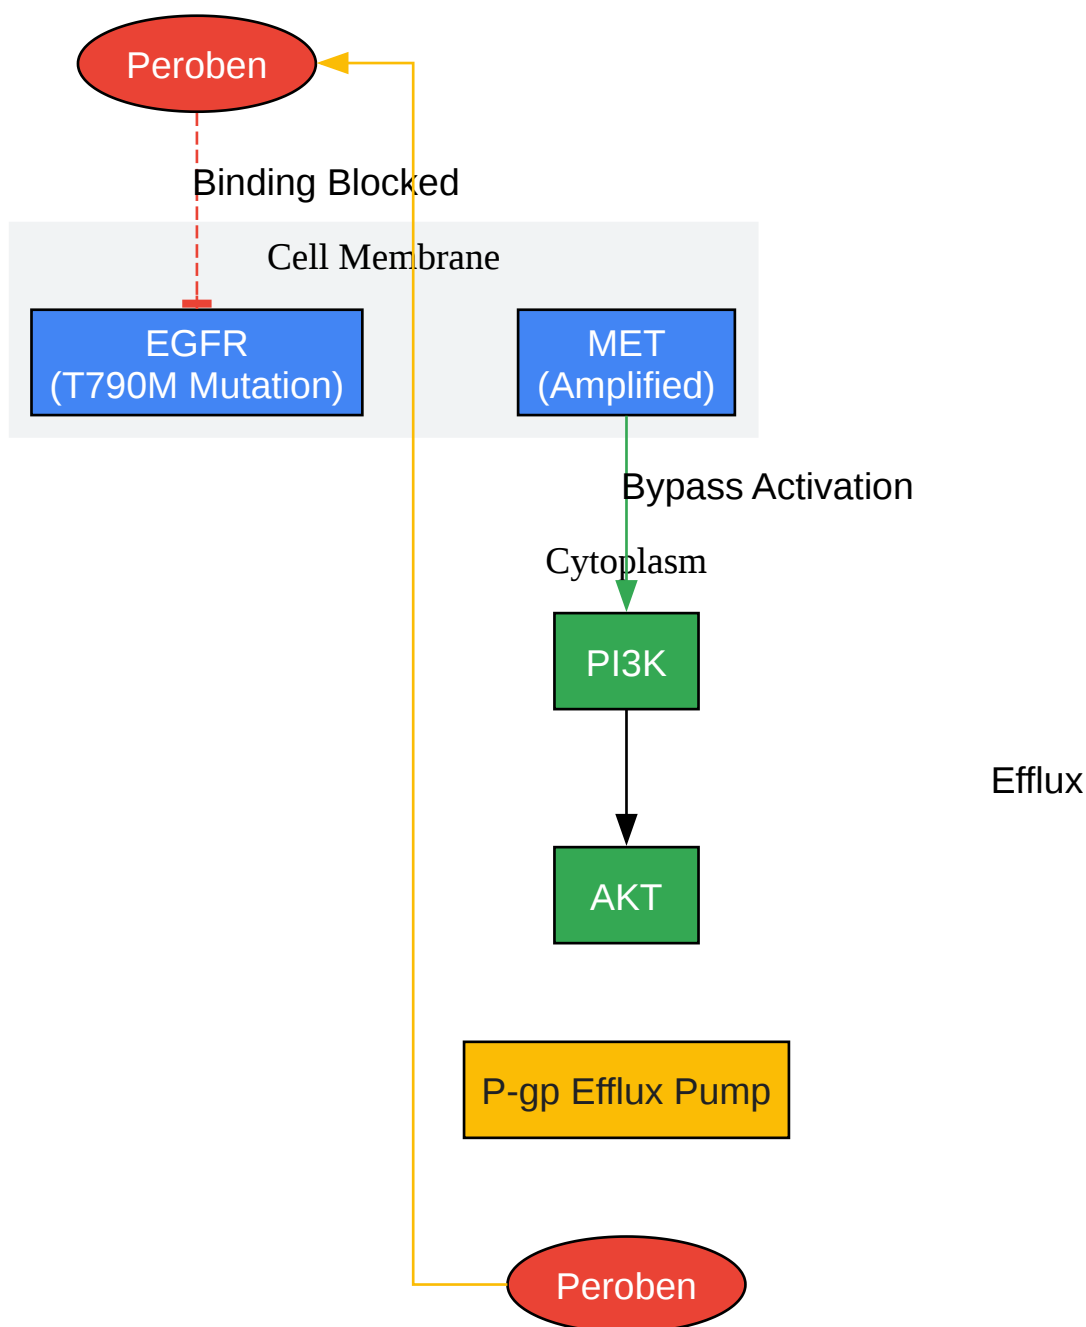 Peroben
Binding Blocked
Cell Membrane
EGFR
(T790M Mutation)
MET
(Amplified)
Bypass Activation
Cytoplasm
PI3K
Efflux
AKT
P-gp Efflux Pump
Peroben